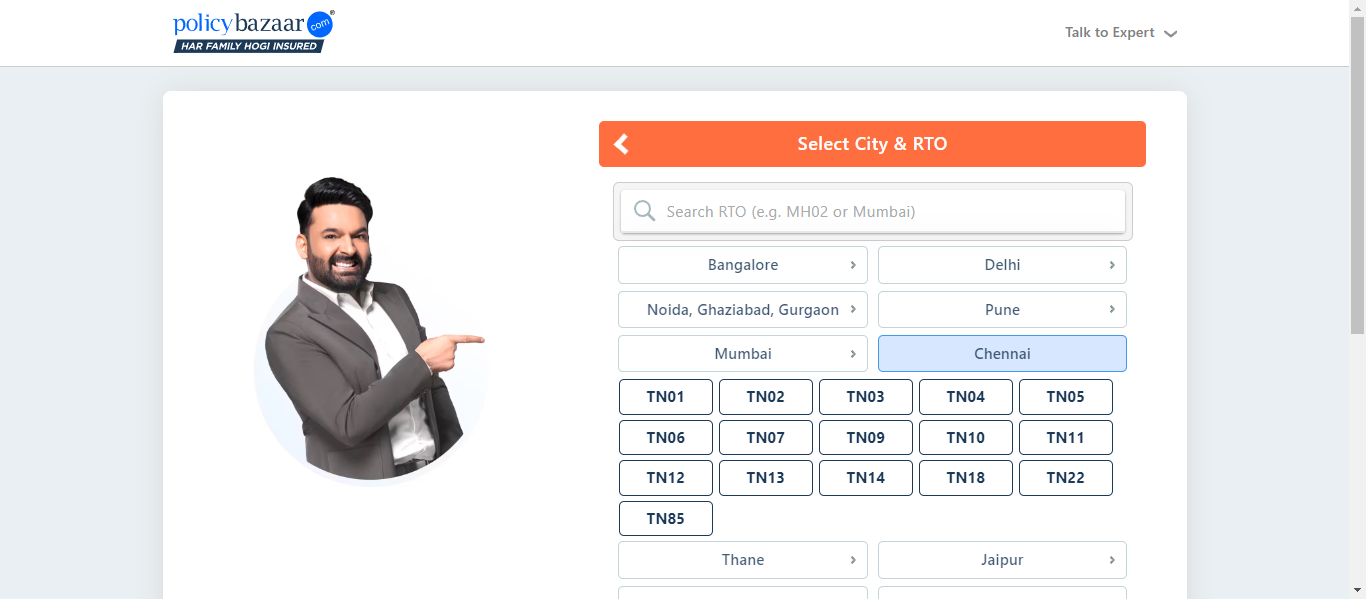 policybazaar.com®
HAR FAMILY HOGI INSURED
Talk to Expert
Select City & RTO
Search RTO (e.g. MH02 or Mumbai)
Bangalore Delhi
Noida, Ghaziabad, Gurgaon Pune
Mumbai Chennai
TN01 TN02 TN03 TN04 TN05
TN06 TN07 TN09 TN10 TN11
TN12 TN13 TN14 TN18 TN22
TN85
Thane Jaipur